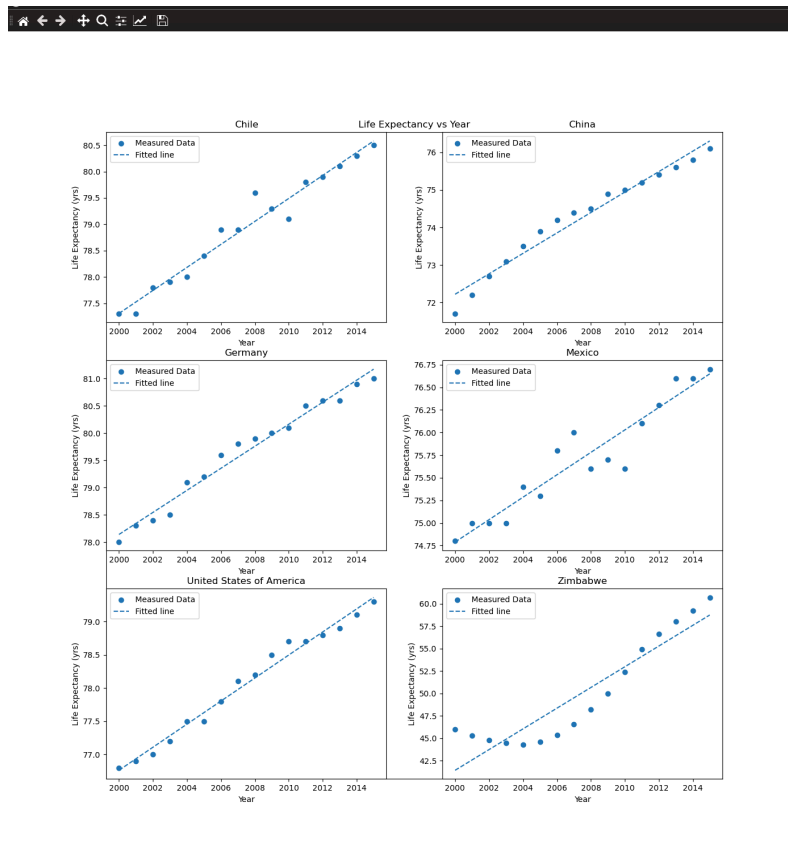 Life Expectancy vs Year
Chile
Measured Data
Fitted line
Life Expectancy (yrs)
80.5
80.0
79.5
79.0
78.5
78.0
77.5
2000 2002 2004 2006 2008 2010 2012 2014
Year
China
Measured Data
Fitted line
Life Expectancy (yrs)
76
75
74
73
72
2000 2002 2004 2006 2008 2010 2012 2014
Year
Germany
Measured Data
Fitted line
Life Expectancy (yrs)
81.0
80.5
80.0
79.5
79.0
78.5
78.0
2000 2002 2004 2006 2008 2010 2012 2014
Year
Mexico
Measured Data
Fitted line
Life Expectancy (yrs)
76.75
76.50
76.25
76.00
75.75
75.50
75.25
75.00
74.75
2000 2002 2004 2006 2008 2010 2012 2014
Year
United States of America
Measured Data
Fitted line
Life Expectancy (yrs)
79.0
78.5
78.0
77.5
77.0
2000 2002 2004 2006 2008 2010 2012 2014
Year
Zimbabwe
Measured Data
Fitted line
Life Expectancy (yrs)
60.0
57.5
55.0
52.5
50.0
47.5
45.0
42.5
2000 2002 2004 2006 2008 2010 2012 2014
Year